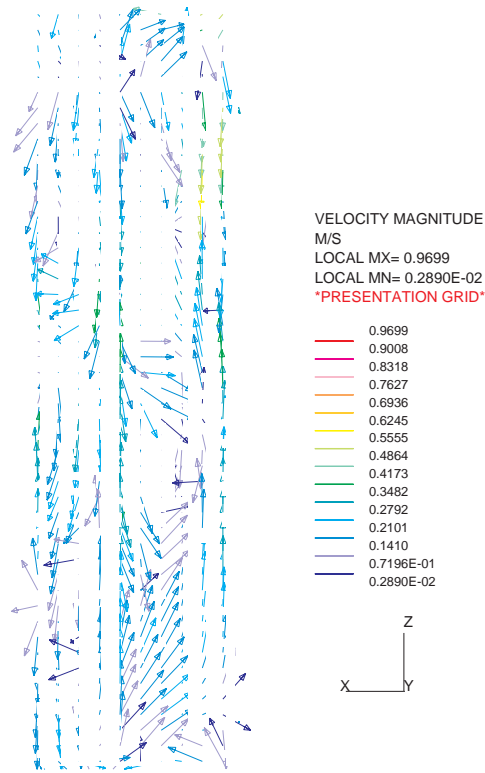 VELOCITY MAGNITUDE
M/S
LOCAL MX= 0.9699
LOCAL MN= 0.2890E-02
*PRESENTATION GRID*
0.9699
0.9008
0.8318
0.7627
0.6936
0.6245
0.5555
0.4864
0.4173
0.3482
0.2792
0.2101
0.1410
0.7196E-01
0.2890E-02
Z
X
Y